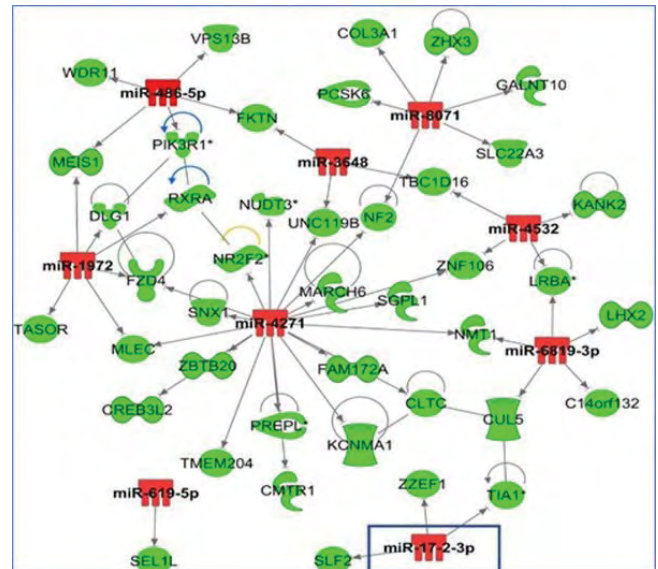 VPS13B
COL3A1
ZHX3
WDR11
miR-486-5p
PCSK6
miR-8071
GALNT10
FKTN
PIK3R1*
SLC22A3
MEIS1
miR-3648
TBC1D16
RXRA
NUDT3*
KANK2
DLG1
UNC119B
NF2
miR-4532
NR2F2*
ZNF106
miR-1972
FZD4
MARCH6
LRBA*
SGPL1
SNX1
miR-4271
LHX2
TASOR
NMT1
miR-6819-3p
MLEC
ZBTB20
FAM172A
CREB3L2
CLTC
C14orf132
PREPL*
CUL5
KCNMA1
TMEM204
CMTR1
miR-619-5p
ZZEF1
TIA1*
miR-17-2-3p
SEL1L
SLF2